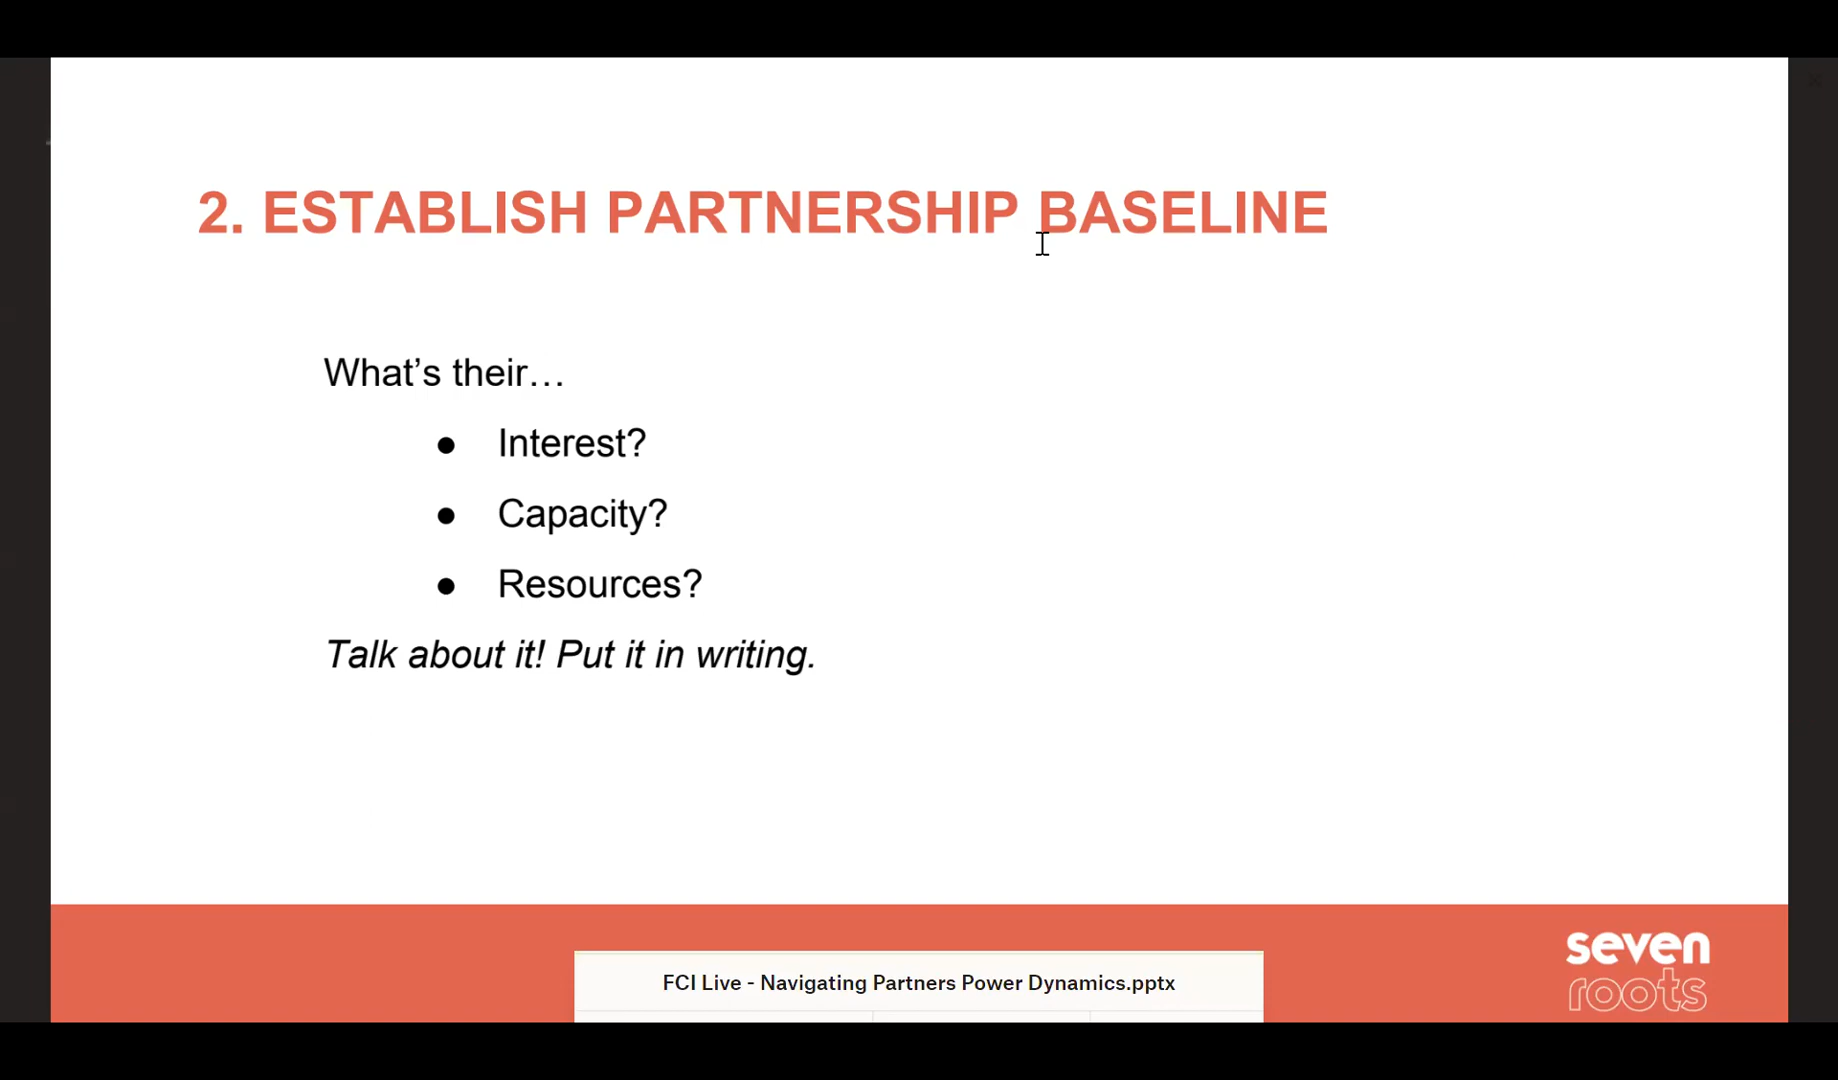 2. ESTABLISH PARTNERSHIP BASELINE
What’s their…
● Interest?
● Capacity?
● Resources?
Talk about it! Put it in writing.
seven
roots
FCI Live - Navigating Partners Power Dynamics.pptx